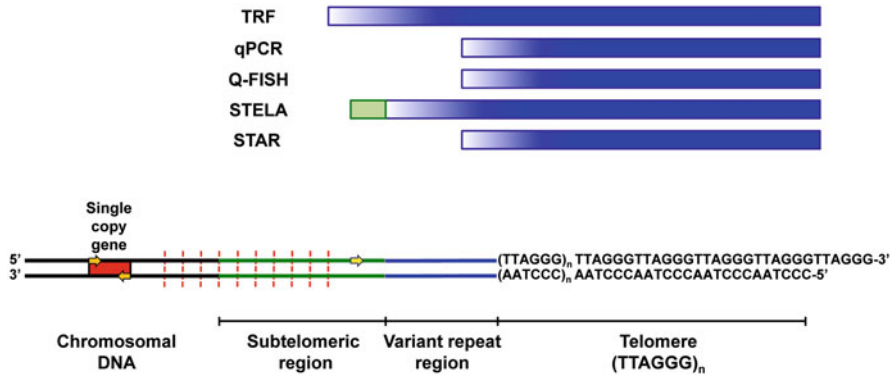 TRF
qPCR
Q-FISH
STELA
STAR
Single
copy
gene
5' (TTAGGG)n TTAGGGTTAGGGTTAGGGTTAGGGTTAGGG-3'
3' (AATCCC)n AATCCCAATCCCAATCCCAATCCC-5'
Chromosomal
DNA
Subtelomeric
region
Variant repeat
region
Telomere
(TTAGGG)n